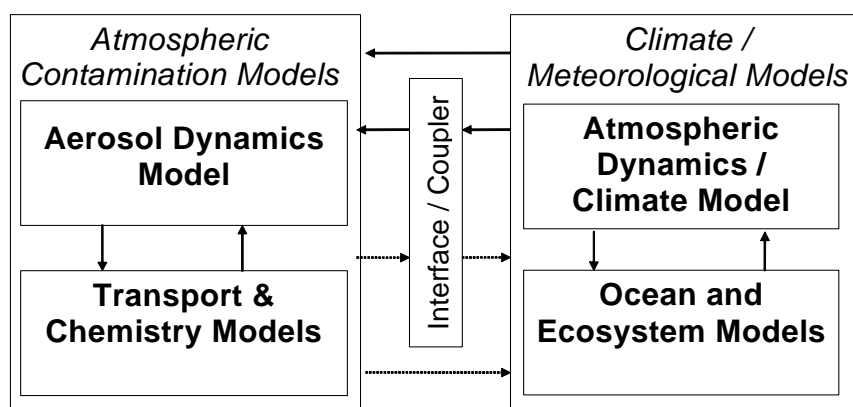 Atmospheric
Contamination Models
Aerosol Dynamics
Model
Transport &
Chemistry Models
Interface / Coupler
Climate /
Meteorological Models
Atmospheric
Dynamics /
Climate Model
Ocean and
Ecosystem Models